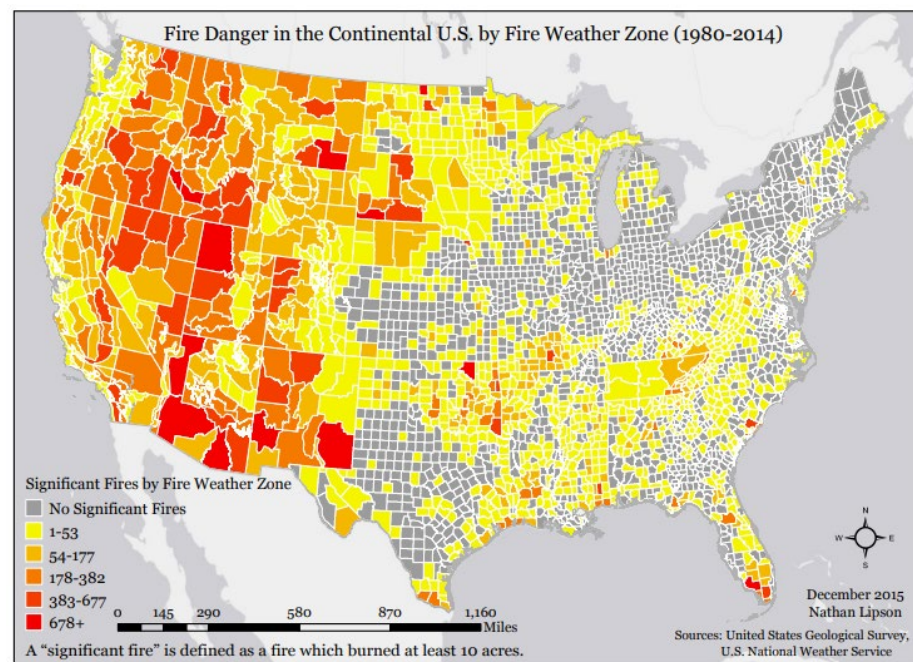 Fire Danger in the Continental U.S. by Fire Weather Zone (1980-2014)
Significant Fires by Fire Weather Zone
No Significant Fires
1-53
54-177
178-382
383-677
678+
0 145 290 580 870 1,160
Miles
A “significant fire” is defined as a fire which burned at least 10 acres.
N
W E
S
December 2015
Nathan Lipson
Sources: United States Geological Survey,
U.S. National Weather Service